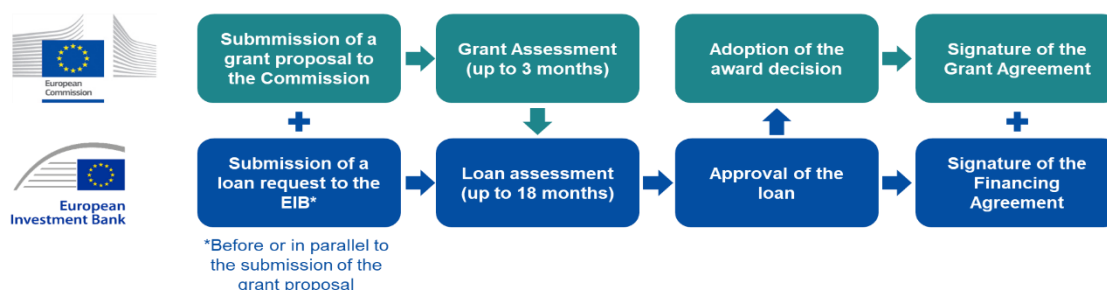 European
Commission
Submmission of a
grant proposal to
the Commission
Grant Assessment
(up to 3 months)
Adoption of the
award decision
Signature of the
Grant Agreement
European
Investment Bank
Submission of a
loan request to the
EIB*
Loan assessment
(up to 18 months)
Approval of the
loan
Signature of the
Financing
Agreement
*Before or in parallel to
the submission of the
grant proposal